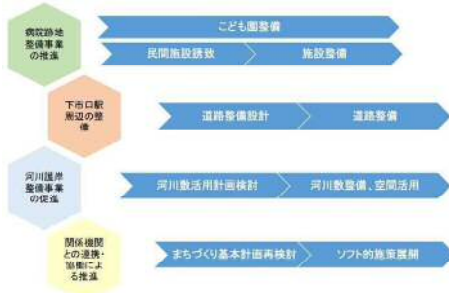 病院跡地
整備事業
の推進
こども園整備
民間施設誘致
施設整備
下市口駅
周辺の整
備
道路整備設計
道路整備
河川護岸
整備事業
の促進
河川敷活用計画検討
河川敷整備、空間活用
関係機関
との連携・
協働によ
る推進
まちづくり基本計画再検討
ソフト的施策展開